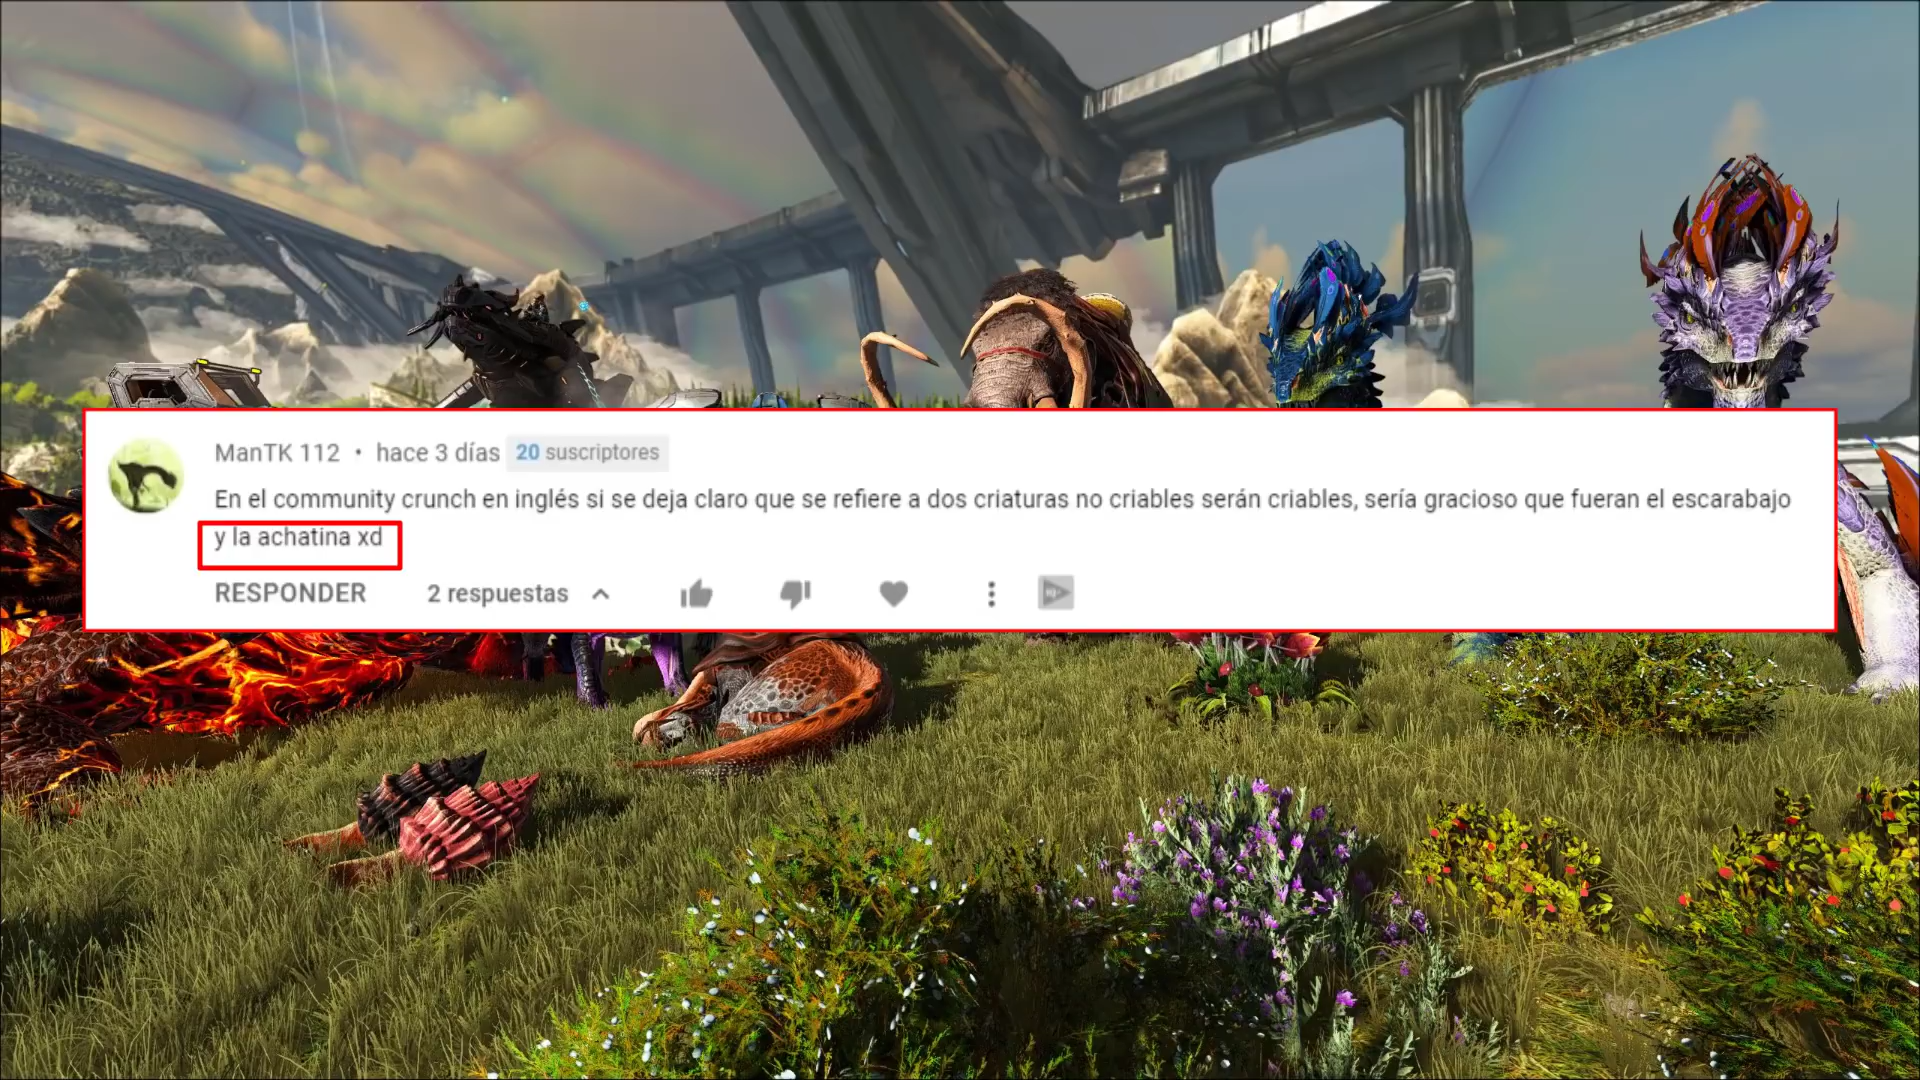 ManTK 112 • hace 3 días 20 suscriptores
En el community crunch en inglés si se deja claro que se refiere a dos criaturas no criables serán criables, sería gracioso que fueran el escarabajo
y la achatina xd
RESPONDER 2 respuestas